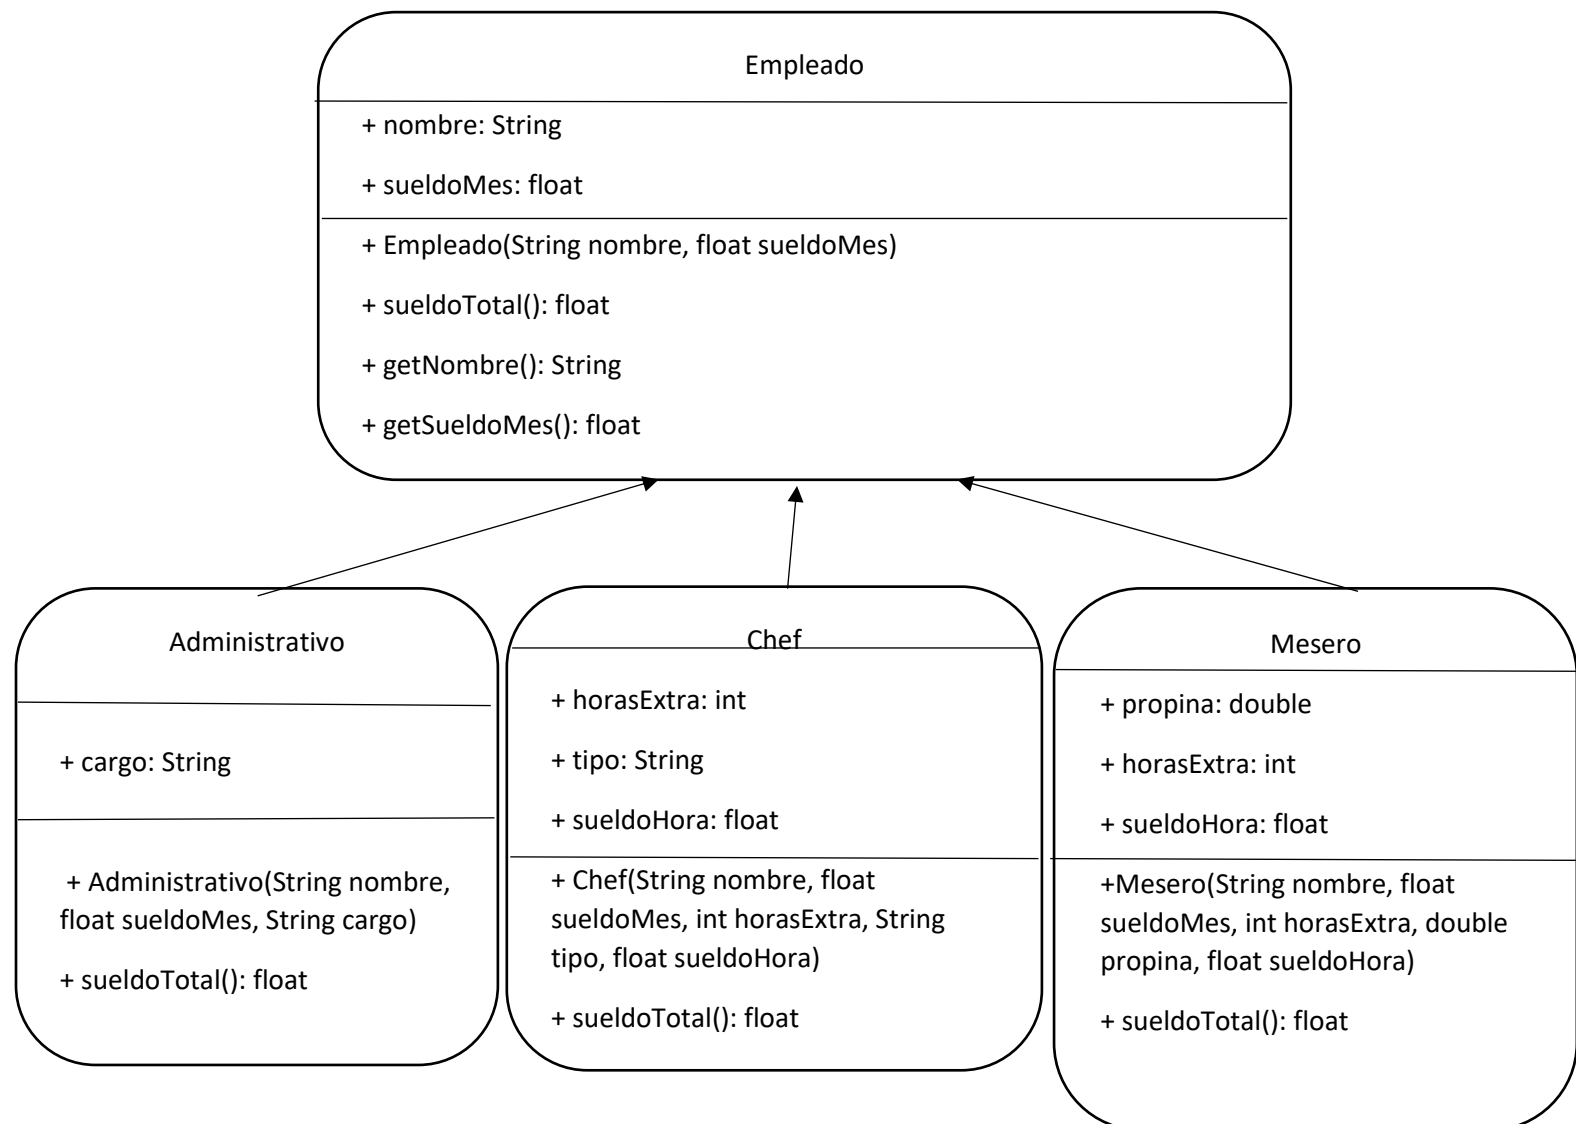 Empleado
+ nombre: String
+ sueldoMes: float
+ Empleado(String nombre, float sueldoMes)
+ sueldoTotal(): float
+ getNombre(): String
+ getSueldoMes(): float
Administrativo
+ cargo: String
+ Administrativo(String nombre,
float sueldoMes, String cargo)
+ sueldoTotal(): float
Chef
+ horasExtra: int
+ tipo: String
+ sueldoHora: float
+ Chef(String nombre, float
sueldoMes, int horasExtra, String
tipo, float sueldoHora)
+ sueldoTotal(): float
Mesero
+ propina: double
+ horasExtra: int
+ sueldoHora: float
+Mesero(String nombre, float
sueldoMes, int horasExtra, double
propina, float sueldoHora)
+ sueldoTotal(): float